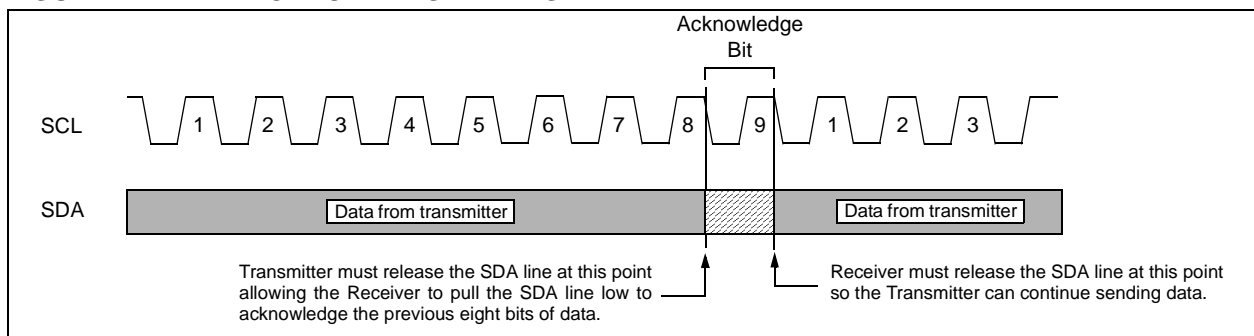 Acknowledge
Bit
SCL
1 2 3 4 5 6 7 8 9 1 2 3
SDA
Data from transmitter
Data from transmitter
Transmitter must release the SDA line at this point
allowing the Receiver to pull the SDA line low to
acknowledge the previous eight bits of data.
Receiver must release the SDA line at this point
so the Transmitter can continue sending data.